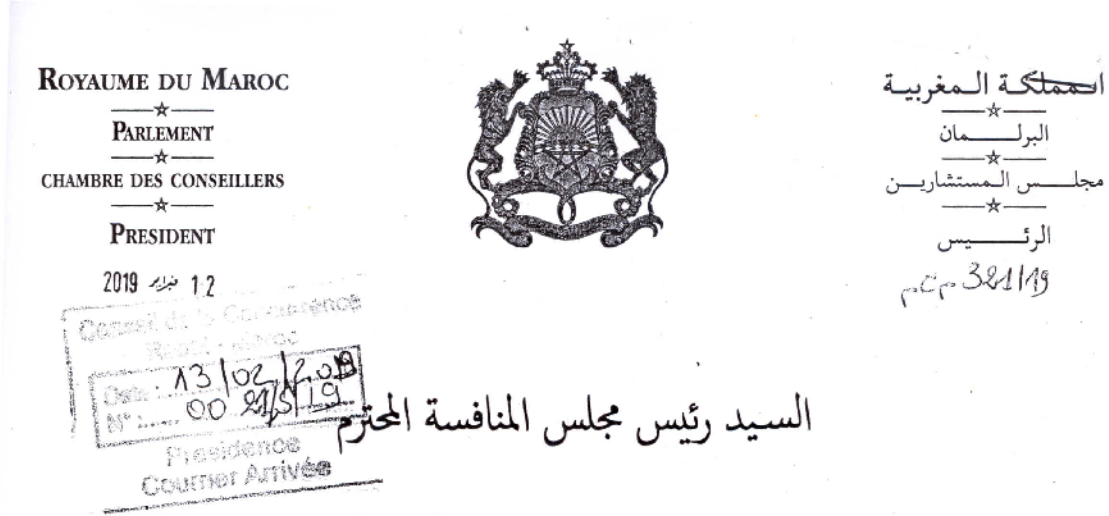 ROYAUME DU MAROC
PARLEMENT
CHAMBRE DES CONSEILLERS
PRESIDENT
12 فبراير 2019
المملكة المغربية
البرلمان
مجلس المستشارين
الرئيس
321/19
Conseil de la Concurrence
Rabat - Maroc
Date : 13/02/2019
N° :
Présidence
Courrier Arrivée
السيد رئيس مجلس المنافسة المحترم